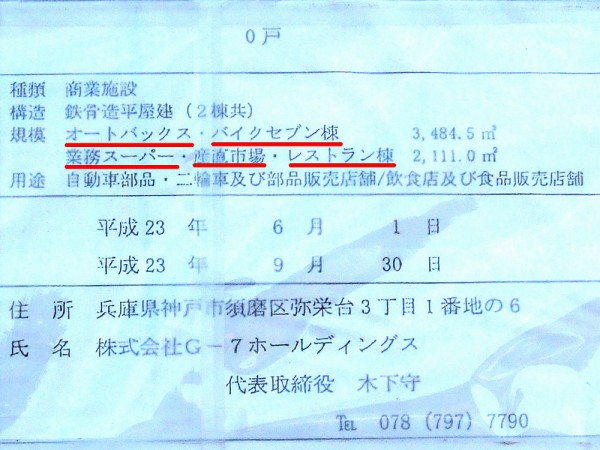 0戸
種類 商業施設
構造 鉄骨造平屋建（２棟共）
規模 オートバックス・バイクセブン棟 3,484.5㎡
業務スーパー・産直市場・レストラン棟 2,111.0㎡
用途 自動車部品・二輪車及び部品販売店舗/飲食店及び食品販売店舗
平成23 年 6 月 1 日
平成23 年 9 月 30 日
住 所 兵庫県神戸市須磨区弥栄台3丁目1番地の6
氏 名 株式会社G－7ホールディングス
代表取締役 木下守
℡ 078 (797) 7790